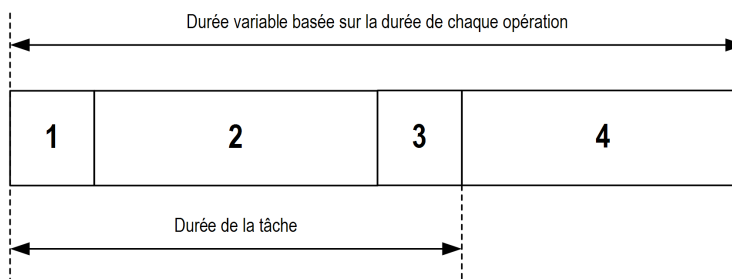 Durée variable basée sur la durée de chaque opération
1 2 3 4
Durée de la tâche